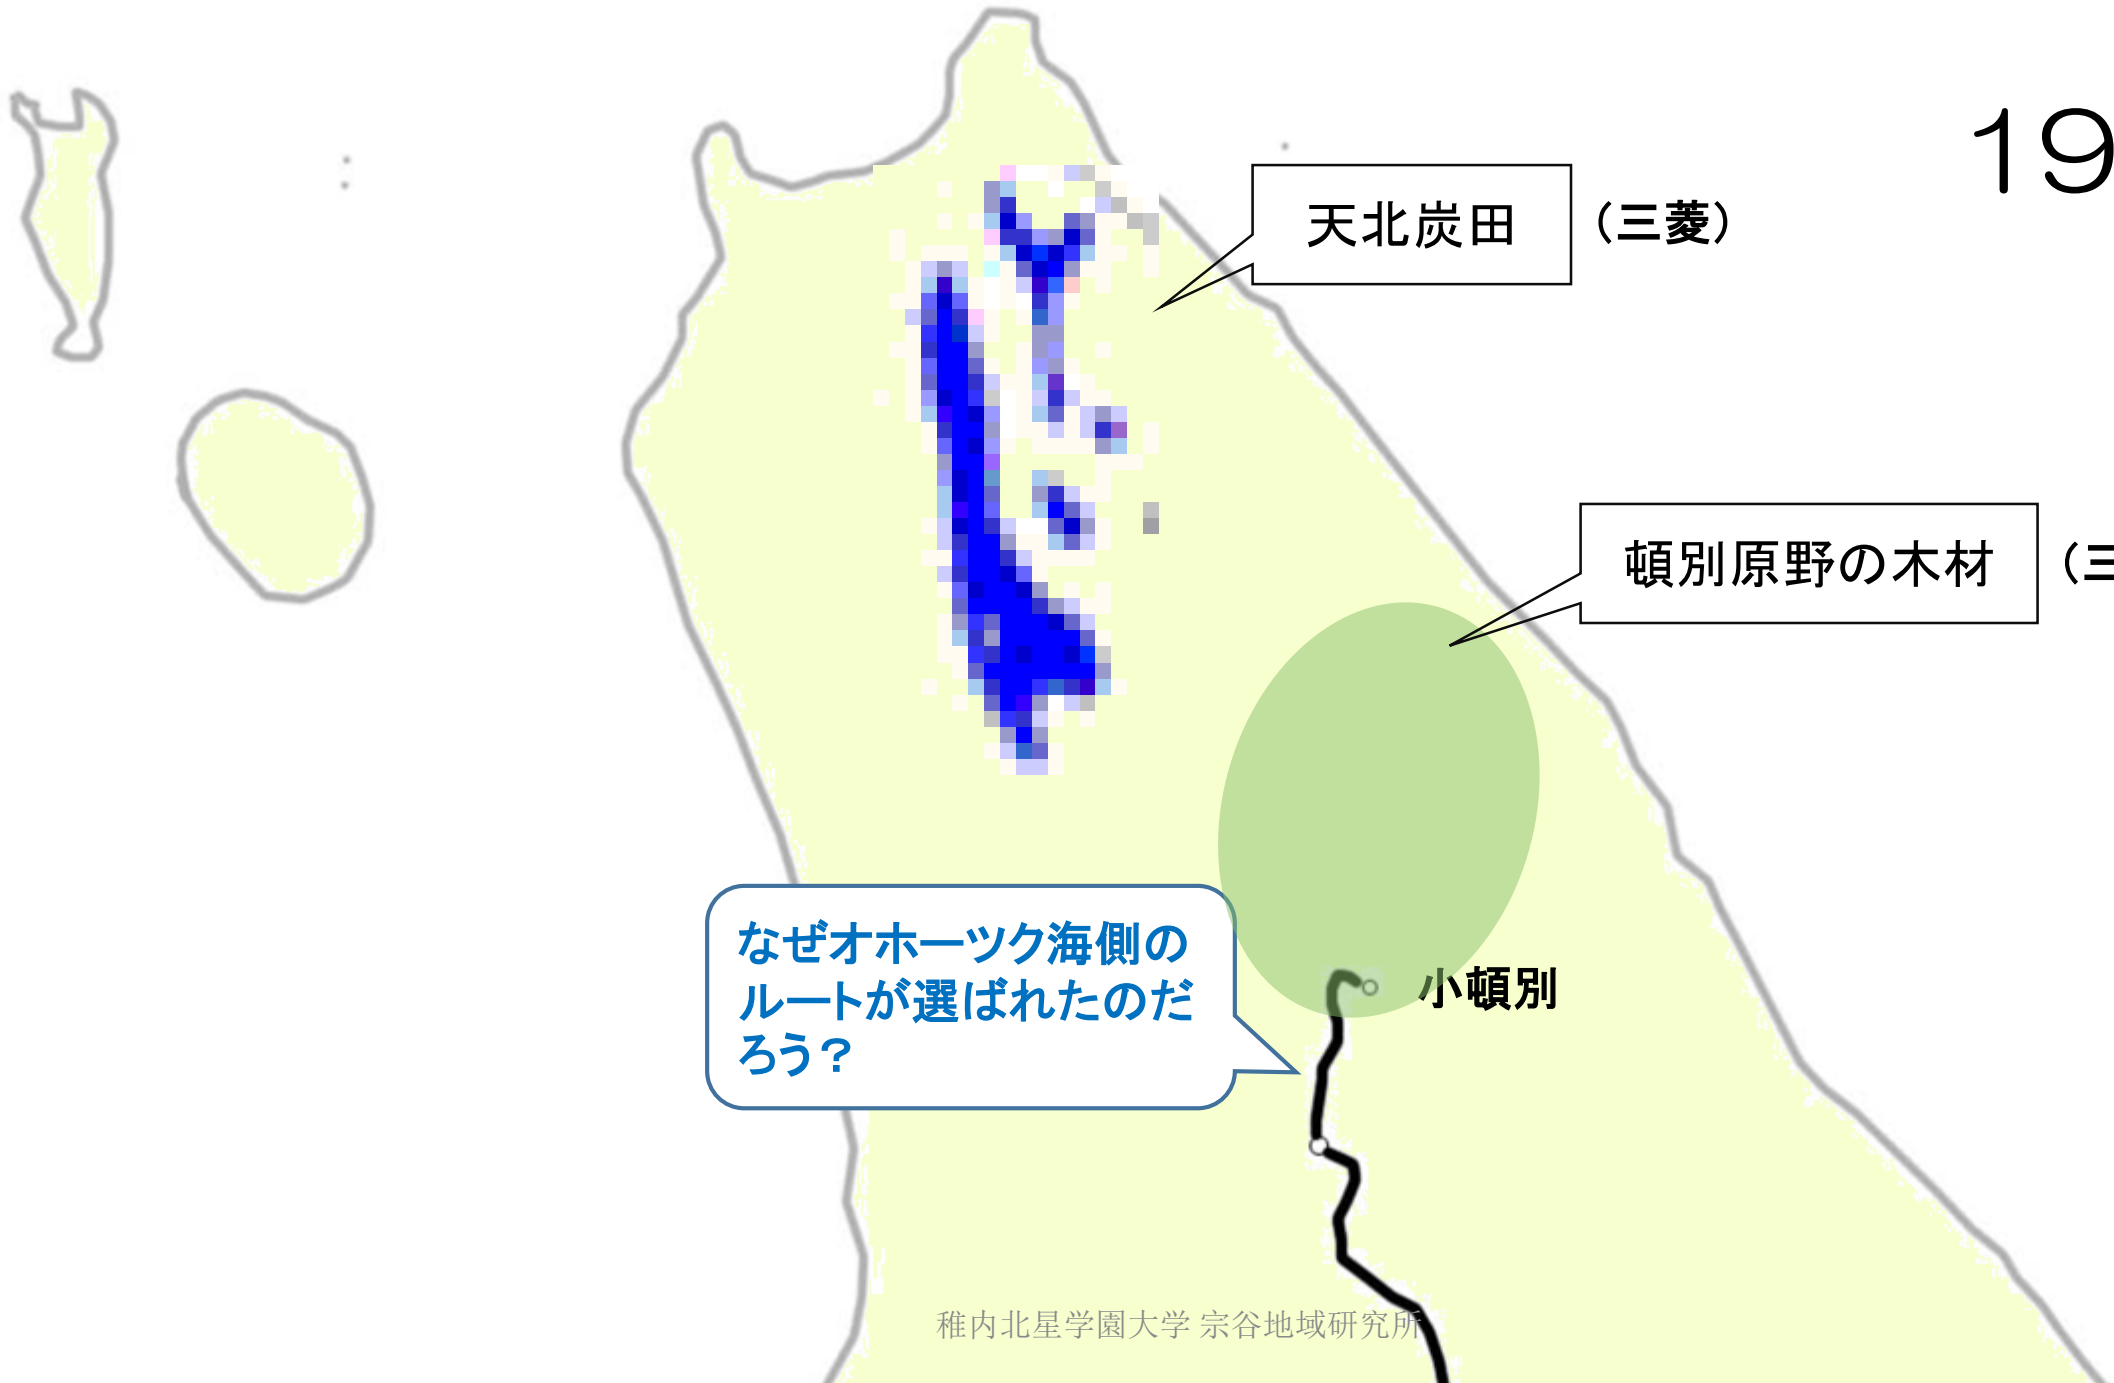 19
天北炭田
（三菱）
頓別原野の木材
（三
なぜオホーツク海側の
ルートが選ばれたのだ
ろう？
小頓別
稚内北星学園大学 宗谷地域研究所